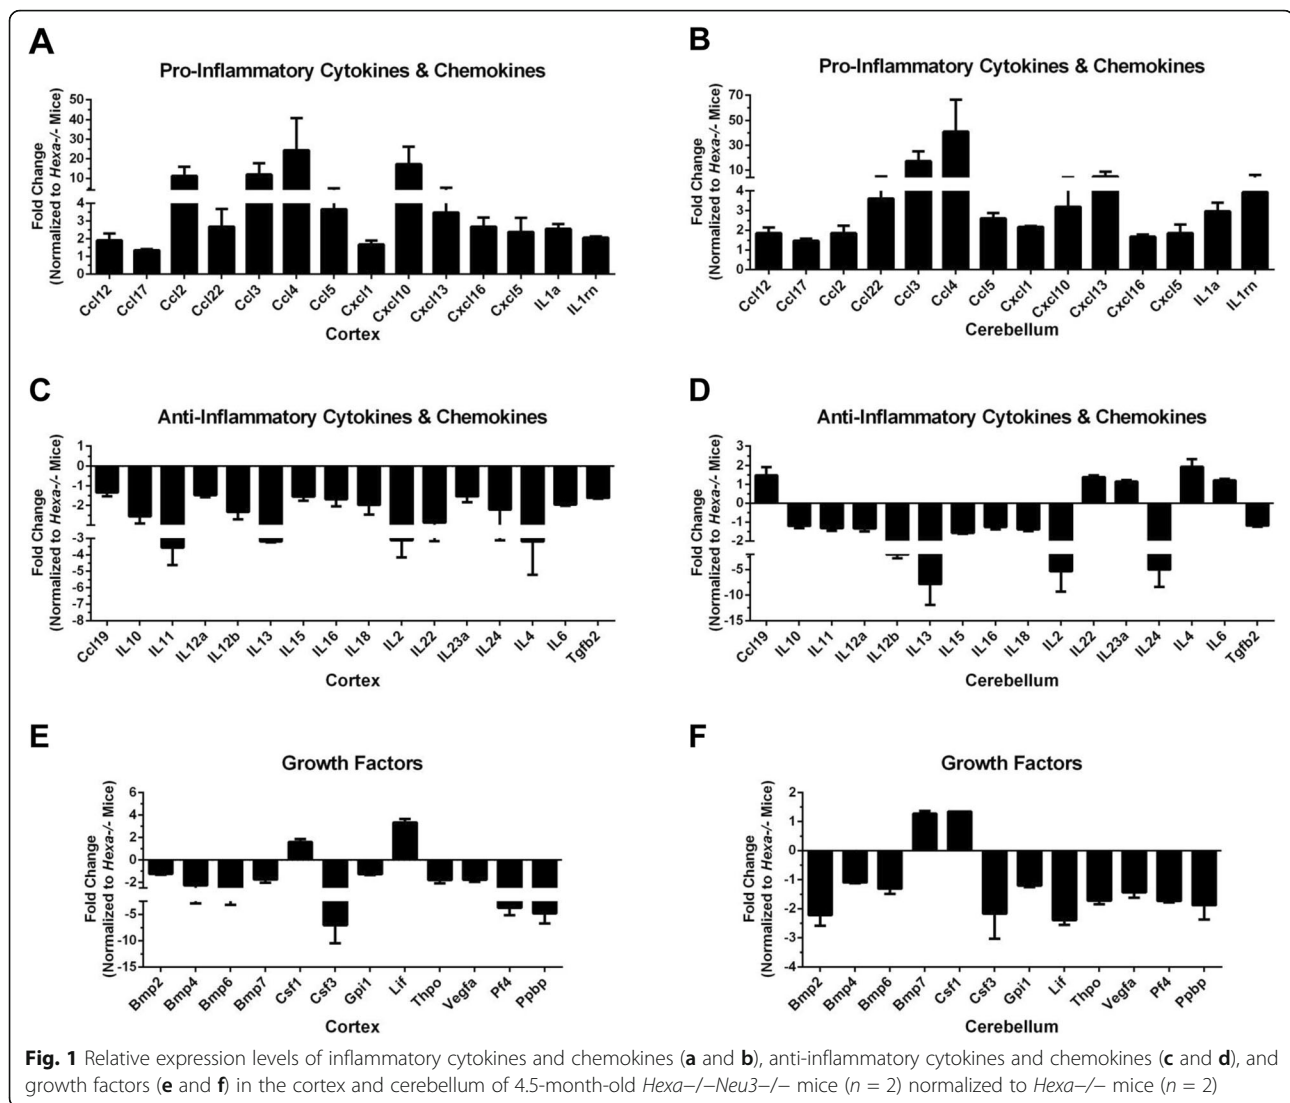 A
Pro-Inflammatory Cytokines & Chemokines
Fold Change
(Normalized to Hexa-/- Mice)
50
40
30
20
10
4
3
2
1
0
Ccl12 Ccl17 Ccl2 Ccl22 Ccl3 Ccl4 Ccl5 Cxcl1 Cxcl10 Cxcl13 Cxcl16 Cxcl5 IL1a IL1rn
Cortex
B
Pro-Inflammatory Cytokines & Chemokines
Fold Change
(Normalized to Hexa-/- Mice)
70
50
30
10
4
3
2
1
0
Ccl12 Ccl17 Ccl2 Ccl22 Ccl3 Ccl4 Ccl5 Cxcl1 Cxcl10 Cxcl13 Cxcl16 Cxcl5 IL1a IL1rn
Cerebellum
C
Anti-Inflammatory Cytokines & Chemokines
Fold Change
(Normalized to Hexa-/- Mice)
1
0
-1
-2
-3
-4
-5
-6
-7
-8
Ccl19 IL10 IL11 IL12a IL12b IL13 IL15 IL16 IL18 IL2 IL22 IL23a IL24 IL4 IL6 Tgfb2
Cortex
D
Anti-Inflammatory Cytokines & Chemokines
Fold Change
(Normalized to Hexa-/- Mice)
3
2
1
0
-1
-2
-5
-10
-15
Ccl19 IL10 IL11 IL12a IL12b IL13 IL15 IL16 IL18 IL2 IL22 IL23a IL24 IL4 IL6 Tgfb2
Cerebellum
E
Growth Factors
Fold Change
(Normalized to Hexa-/- Mice)
6
4
2
0
-2
-5
-10
-15
Bmp2 Bmp4 Bmp6 Bmp7 Csf1 Csf3 Gpi1 Lif Thpo Vegfa Pf4 Ppbp
Cortex
F
Growth Factors
Fold Change
(Normalized to Hexa-/- Mice)
2
1
0
-1
-2
-3
-4
Bmp2 Bmp4 Bmp6 Bmp7 Csf1 Csf3 Gpi1 Lif Thpo Vegfa Pf4 Ppbp
Cerebellum
Fig. 1 Relative expression levels of inflammatory cytokines and chemokines (a and b), anti-inflammatory cytokines and chemokines (c and d), and
growth factors (e and f) in the cortex and cerebellum of 4.5-month-old Hexa−/−Neu3−/− mice (n = 2) normalized to Hexa−/− mice (n = 2)